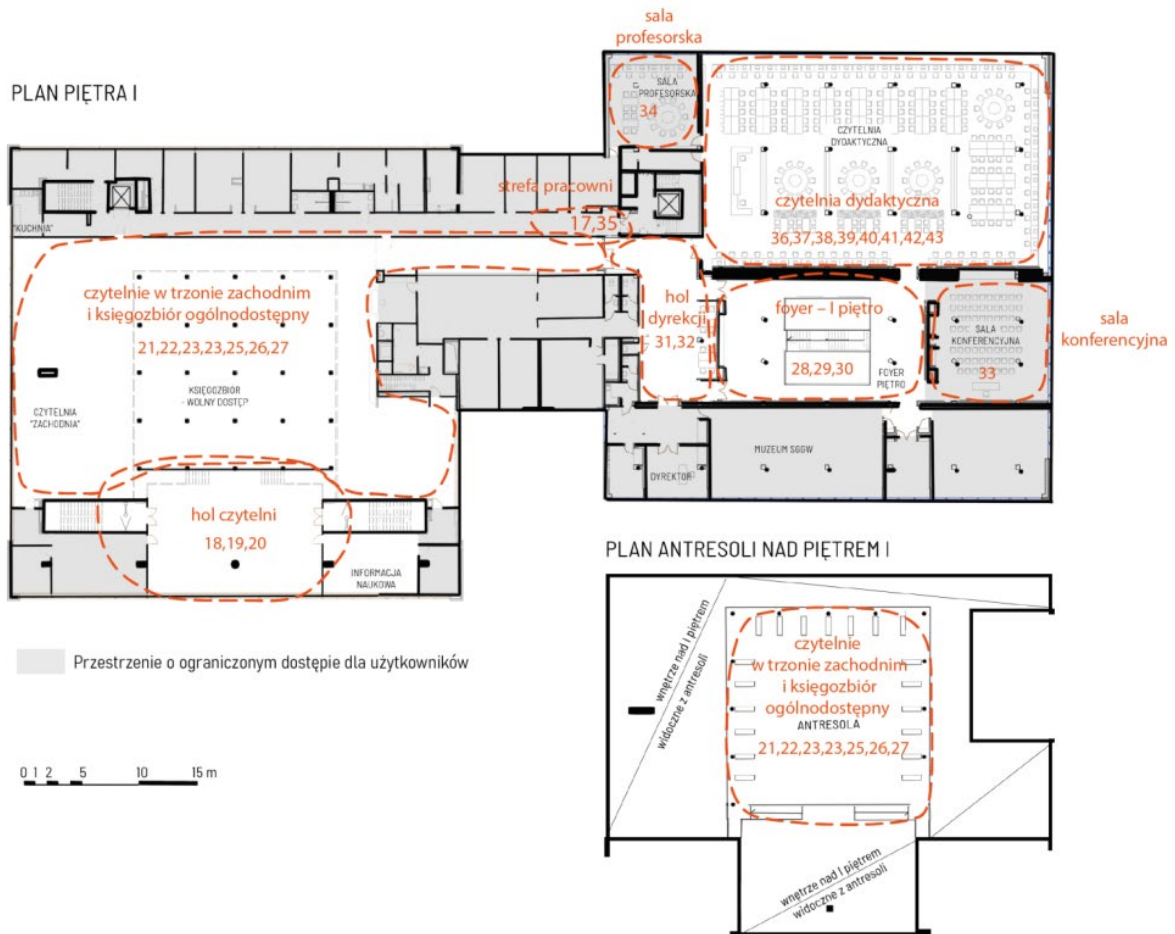 sala
profesorska
PLAN PIĘTRA I
SALA
PROFESORSKA
34
CZYTELNIA
DYDAKTYCZNA
strefa pracowni
17,35
czytelnia dydaktyczna
36,37,38,39,40,41,42,43
"KUCHNIA"
czytelnie w trzonie zachodnim
i księgozbiór ogólnodostępny
21,22,23,23,25,26,27
hol
dyrekcji
31,32
foyer – I piętro
28,29,30
FOYER
PIĘTRO
SALA
KONFERENCYJNA
33
sala
konferencyjna
KSIĘGOZBIÓR
- WOLNY DOSTĘP?
CZYTELNIA
"ZACHODNIA"
MUZEUM SGGW
DYREKTOR
hol czytelni
18,19,20
INFORMACJA
NAUKOWA
PLAN ANTRESOLI NAD PIĘTREM I
Przestrzenie o ograniczonym dostępie dla użytkowników
wnętrze nad I piętrem
widoczne z antresoli
czytelnie
w trzonie zachodnim
i księgozbiór
ogólnodostępny
ANTRESOLA
21,22,23,23,25,26,27
0 1 2 5 10 15 m
wnętrze nad I piętrem
widoczne z antresoli